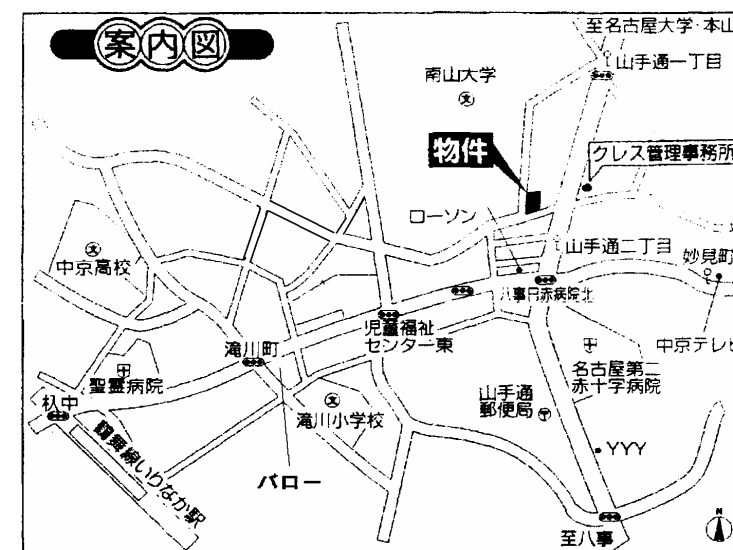 案内図
至名古屋大学・本山
山手通一丁目
南山大学
文
物件
クレス管理事務所
ローソン
山手通二丁目
妙見町
中京高校
文
八事日赤病院北
児童福祉
センター東
滝川町
中京テレビ
名古屋第二
赤十字病院
聖霊病院
山手通
郵便局
杁中
文
滝川小学校
鶴舞線いりなか駅
YYY
バロー
至八事
N